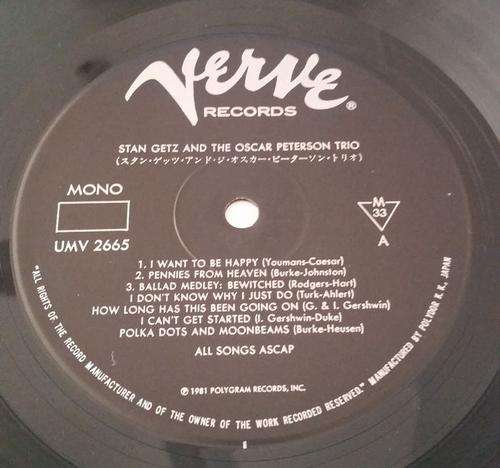 Verve®
RECORDS
STAN GETZ AND THE OSCAR PETERSON TRIO
(スタン・ゲッツ・アンド・ジ・オスカー・ピーターソン・トリオ)
MONO
M
33
UMV 2665
A
1. I WANT TO BE HAPPY (Youmans-Caesar)
2. PENNIES FROM HEAVEN (Burke-Johnston)
3. BALLAD MEDLEY: BEWITCHED (Rodgers-Hart)
I DON'T KNOW WHY I JUST DO (Turk-Ahlert)
HOW LONG HAS THIS BEEN GOING ON (G. & I. Gershwin)
I CAN'T GET STARTED (I. Gershwin-Duke)
POLKA DOTS AND MOONBEAMS (Burke-Heusen)
ALL SONGS ASCAP
℗ 1981 POLYGRAM RECORDS, INC.
"ALL RIGHTS OF THE RECORD MANUFACTURER AND OF THE OWNER OF THE WORK RECORDED RESERVED." MANUFACTURED BY POLYDOR K. K., JAPAN